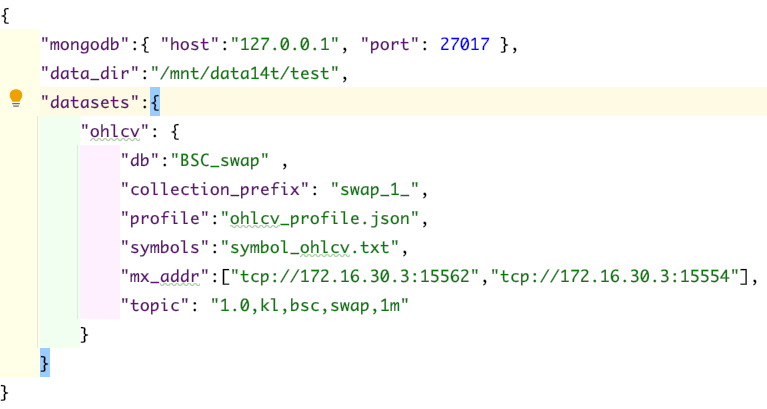 {
"mongodb":{ "host":"127.0.0.1", "port": 27017 },
"data_dir":"/mnt/data14t/test",
"datasets":{
"ohlcv": {
"db":"BSC_swap" ,
"collection_prefix": "swap_1_",
"profile":"ohlcv_profile.json",
"symbols":"symbol_ohlcv.txt",
"mx_addr":["tcp://172.16.30.3:15562","tcp://172.16.30.3:15554"],
"topic": "1.0,kl,bsc,swap,1m"
}
}
}